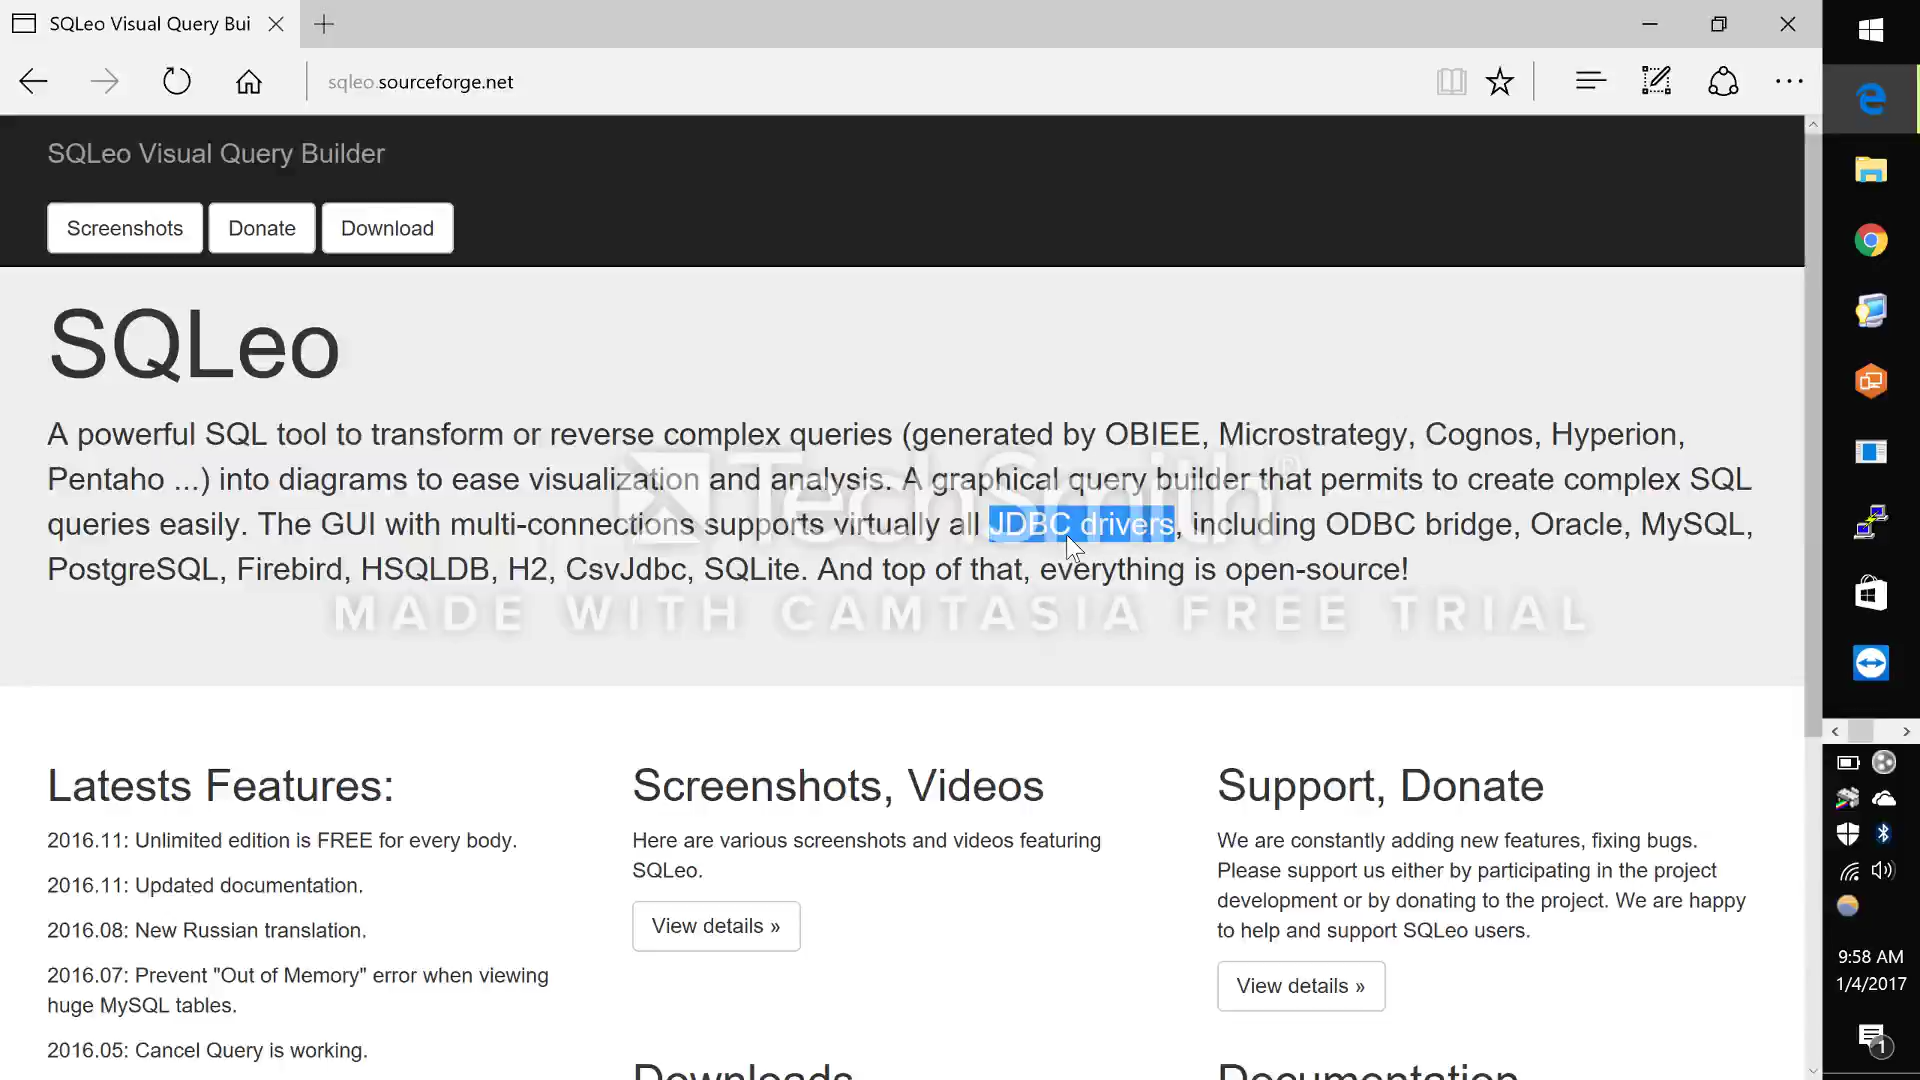 SQLeo Visual Query Bui
sqleo.sourceforge.net
SQLeo Visual Query Builder
Screenshots Donate Download
SQLeo
A powerful SQL tool to transform or reverse complex queries (generated by OBIEE, Microstrategy, Cognos, Hyperion,
Pentaho ...) into diagrams to ease visualization and analysis. A graphical query builder that permits to create complex SQL
queries easily. The GUI with multi-connections supports virtually all JDBC drivers, including ODBC bridge, Oracle, MySQL,
PostgreSQL, Firebird, HSQLDB, H2, CsvJdbc, SQLite. And top of that, everything is open-source!
TechSmith®
MADE WITH CAMTASIA FREE TRIAL
Latests Features:
2016.11: Unlimited edition is FREE for every body.
2016.11: Updated documentation.
2016.08: New Russian translation.
2016.07: Prevent "Out of Memory" error when viewing
huge MySQL tables.
2016.05: Cancel Query is working.
Screenshots, Videos
Here are various screenshots and videos featuring
SQLeo.
View details »
Downloads
Support, Donate
We are constantly adding new features, fixing bugs.
Please support us either by participating in the project
development or by donating to the project. We are happy
to help and support SQLeo users.
View details »
Documentation
9:58 AM
1/4/2017
1